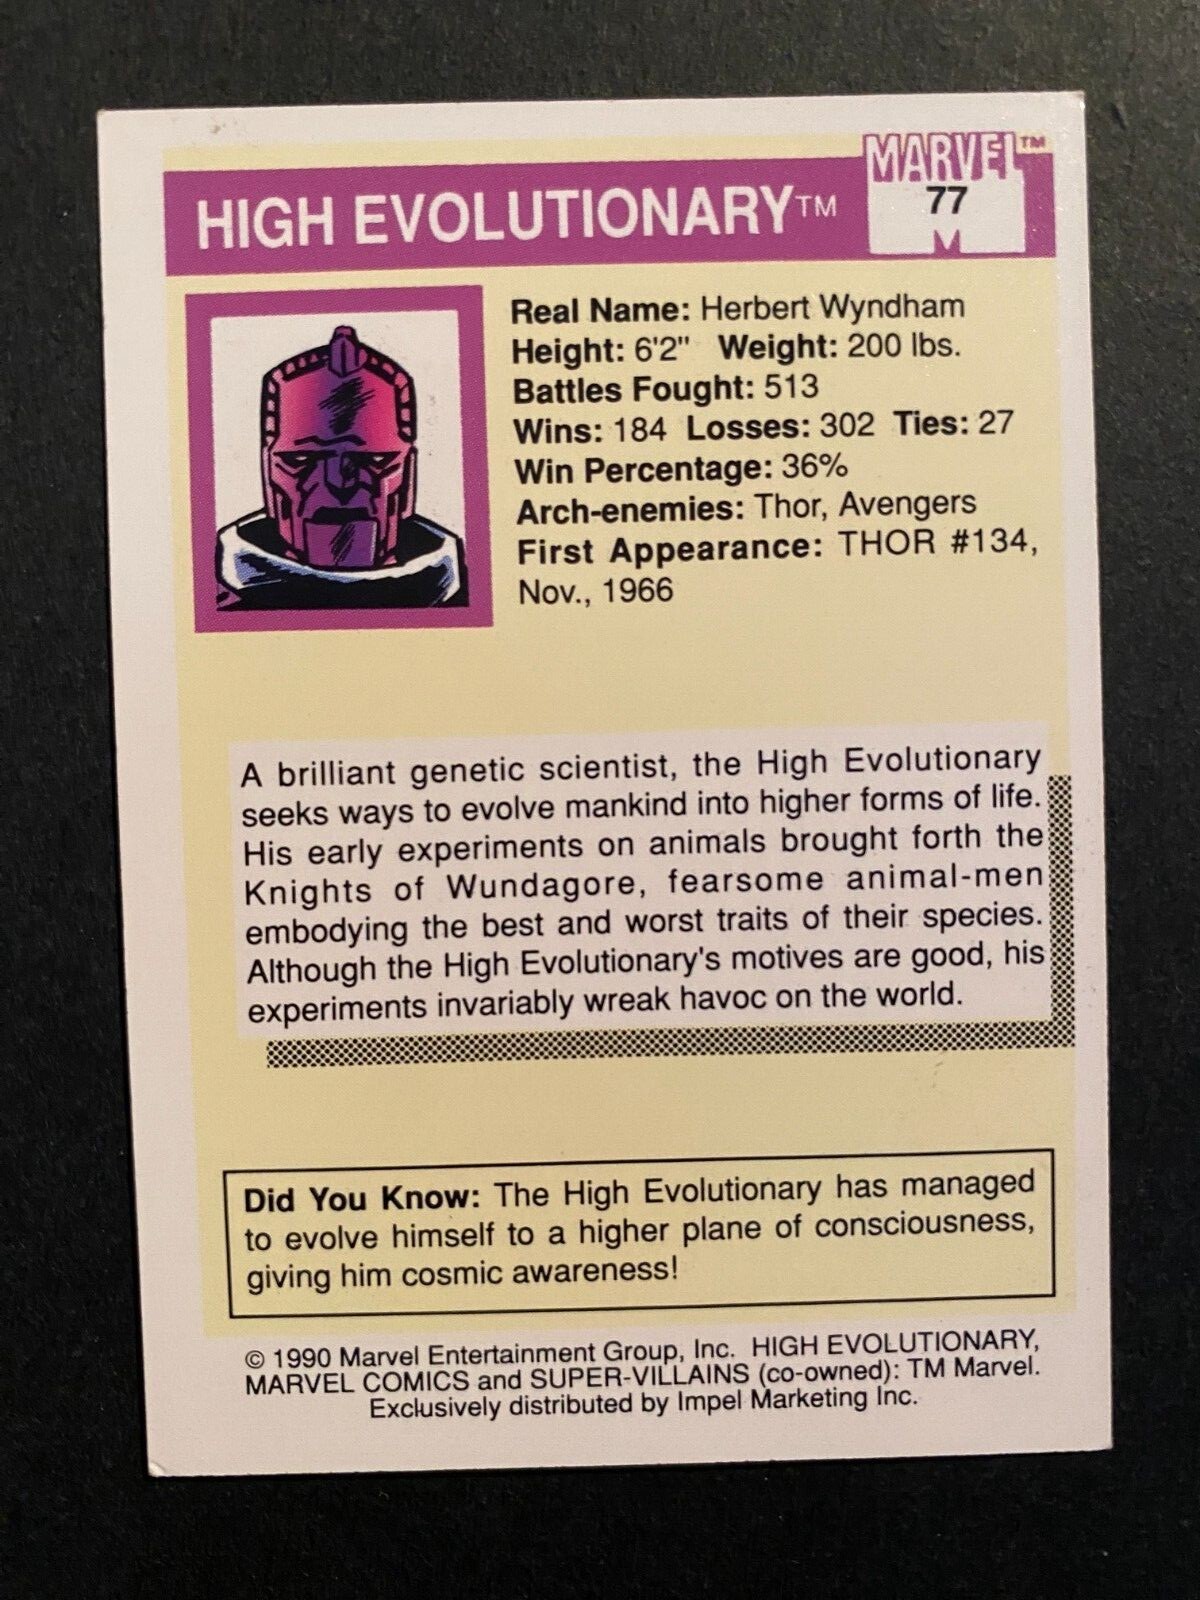 HIGH EVOLUTIONARY™
MARVEL™
77
Real Name: Herbert Wyndham
Height: 6'2" Weight: 200 lbs.
Battles Fought: 513
Wins: 184 Losses: 302 Ties: 27
Win Percentage: 36%
Arch-enemies: Thor, Avengers
First Appearance: THOR #134,
Nov., 1966
A brilliant genetic scientist, the High Evolutionary
seeks ways to evolve mankind into higher forms of life.
His early experiments on animals brought forth the
Knights of Wundagore, fearsome animal-men
embodying the best and worst traits of their species.
Although the High Evolutionary's motives are good, his
experiments invariably wreak havoc on the world.
Did You Know: The High Evolutionary has managed
to evolve himself to a higher plane of consciousness,
giving him cosmic awareness!
© 1990 Marvel Entertainment Group, Inc. HIGH EVOLUTIONARY,
MARVEL COMICS and SUPER-VILLAINS (co-owned): TM Marvel.
Exclusively distributed by Impel Marketing Inc.